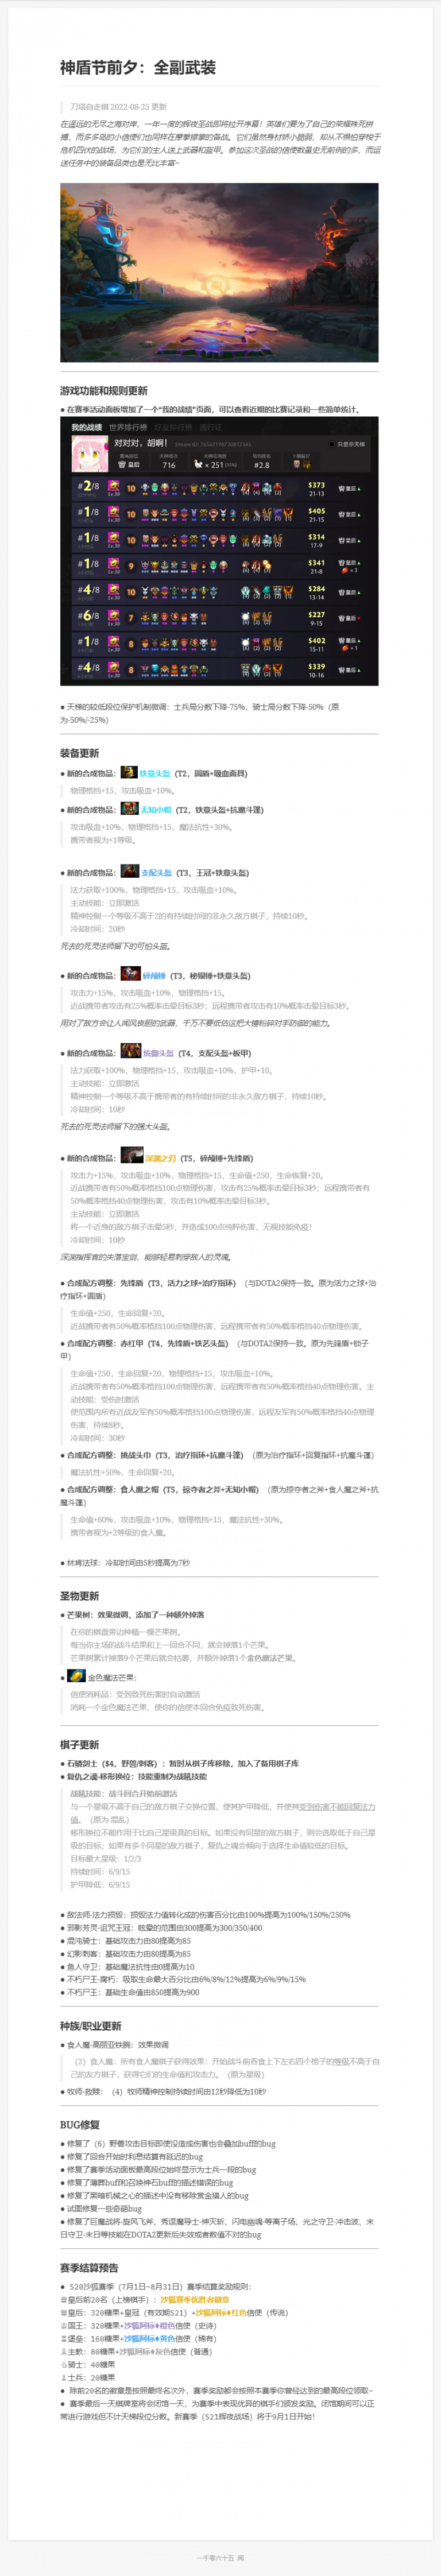 神盾节前夕：全副武装
刀塔自走棋 2022-08-25 更新
在遥远的无尽之海对岸，一年一度的辉夜圣战即将拉开序幕！英雄们要为了自己的荣耀殊死拼
搏，而多多岛的小信使们也同样在摩拳擦掌的备战。它们虽然身材娇小脆弱，却从不惧怕穿梭于
危机四伏的战场，为它们的主人送上武器和盔甲。参加这次圣战的信使数量史无前例的多，而运
送任务中的装备品类也是无比丰富~
游戏功能和规则更新
● 在赛季活动面板增加了一个“我的战绩”页面，可以查看近期的比赛记录和一些简单统计。
我的战绩 世界排行榜 好友排行榜 通行证
对对对，胡啊！
皇后 716 × 251 #2.8
#2/8 10 $373 皇后
21-13
#1/8 10 $405 皇后
21-15
#1/8 10 $314 皇后
17-9
#1/8 9 $341 皇后
21-8 × 3
#4/8 10 $284 皇后
13-14
#6/8 7 $227 皇后
9-15
#1/8 8 $402 皇后
15-11 × 1
#4/8 8 $339 皇后
10-16
● 天梯的较低段位保护机制微调：士兵局分数下降-75%，骑士局分数下降-50%（原
为-50%/-25%）
装备更新
● 新的合成物品： 铁意头盔（T2，圆盾+吸血面具）
物理格挡+15，攻击吸血+10%。
● 新的合成物品： 无知小帽（T2，铁意头盔+抗魔斗篷）
攻击吸血+10%，物理格挡+15，魔法抗性+30%。
携带者视为+1等级。
● 新的合成物品： 支配头盔（T3，王冠+铁意头盔）
法力获取+100%，物理格挡+15，攻击吸血+10%。
主动技能：立即激活
精神控制一个等级不高于2的有持续时间的非永久敌方棋子，持续10秒。
冷却时间：20秒
死去的死灵法师留下的可怕头盔。
● 新的合成物品： 碎颅锤（T3，秘银锤+铁意头盔）
攻击力+15%，攻击吸血+10%，物理格挡+15。
近战携带者攻击有25%概率击晕目标3秒；远程携带者攻击有10%概率击晕目标3秒。
用对了敌方会让人闻风丧胆的武器，千万不要低估这把大锤粉碎对手防御的能力。
● 新的合成物品： 统御头盔（T4，支配头盔+板甲）
法力获取+100%，物理格挡+15，攻击吸血+10%，护甲+10。
主动技能：立即激活
精神控制一个等级不高于携带者的有持续时间的非永久敌方棋子，持续10秒。
冷却时间：10秒
死去的死灵法师留下的强大头盔。
● 新的合成物品： 深渊之刃（T5，碎颅锤+先锋盾）
攻击力+15%，攻击吸血+10%，物理格挡+15，生命值+250，生命恢复+20。
近战携带者有50%概率格挡100点物理伤害，攻击有25%概率击晕目标3秒；远程携带者有
50%概率格挡40点物理伤害，攻击有10%概率击晕目标3秒。
主动技能：立即激活
将一个近身的敌方棋子击晕5秒，并造成100点纯粹伤害，无视技能免疫！
冷却时间：10秒
深渊指挥官的失落宝剑，能够轻易刺穿敌人的灵魂。
● 合成配方调整：先锋盾（T3，活力之球+治疗指环）（与DOTA2保持一致。原为活力之球+治
疗指环+圆盾）
生命值+250，生命回复+20。
近战携带者有50%概率格挡100点物理伤害，远程携带者有50%概率格挡40点物理伤害。
● 合成配方调整：赤红甲（T4，先锋盾+铁艺头盔）（与DOTA2保持一致。原为先锋盾+锁子
甲）
生命值+250，生命回复+20，物理格挡+15，攻击吸血+10%。
近战携带者有50%概率格挡100点物理伤害，远程携带者有50%概率格挡40点物理伤害。主
动技能：受伤时激活
使范围内所有近战友军有50%概率格挡100点物理伤害，远程友军有50%概率格挡40点物理
伤害，持续8秒。
冷却时间：30秒
● 合成配方调整：挑战头巾（T3，治疗指环+抗魔斗篷）（原为治疗指环+回复指环+抗魔斗篷）
魔法抗性+50%，生命回复+20。
● 合成配方调整：食人魔之帽（T5，掠夺者之斧+无知小帽）（原为掠夺者之斧+食人魔之斧+抗
魔斗篷）
生命值+60%，攻击吸血+10%，物理格挡+15，魔法抗性+30%。
携带者视为+2等级的食人魔。
● 林肯法球：冷却时间由5秒提高为7秒
圣物更新
● 芒果树：效果微调，添加了一种额外掉落
在你的棋盘旁边种植一棵芒果树。
每当你主场的战斗结果和上一回合不同，就会掉落1个芒果。
芒果树累计掉落9个芒果后就会枯萎，并额外掉落1个金色魔法芒果。
● 金色魔法芒果：
信使消耗品：受到致死伤害时自动激活
消耗一个金色魔法芒果，使你的信使本回合免疫致死伤害。
棋子更新
● 石鳞剑士（$4，野兽/刺客）：暂时从棋子库移除，加入了备用棋子库
● 复仇之魂-移形换位：技能重制为战吼技能
战吼技能：战斗回合开始前激活
与一个星级不高于自己的敌方棋子交换位置，使其护甲降低，并使其受到伤害不能回复法力
值。（原为 混乱）
移形换位不能作用于比自己星级高的目标。如果没有同星的敌方棋子，则会选取低于自己星
级的目标；如果有多个同星的敌方棋子，复仇之魂会倾向于选择生命值较低的目标。
目标最大星级：1/2/3
持续时间：6/9/15
护甲降低：6/9/15
● 敌法师-法力损毁：损毁法力值转化成的伤害百分比由100%提高为100%/150%/250%
● 邪影芳灵-诅咒王冠：眩晕的范围由300提高为300/350/400
● 混沌骑士：基础攻击力由80提高为85
● 幻影刺客：基础攻击力由80提高为85
● 鱼人守卫：基础魔法抗性由0提高为10
● 不朽尸王-腐朽：吸取生命最大百分比由6%/8%/12%提高为6%/9%/15%
● 不朽尸王：基础生命值由850提高为900
种族/职业更新
● 食人魔-高丽亚铁腕：效果微调
（2）食人魔：所有食人魔棋子获得效果：开始战斗前吞食上下左右四个格子的等级不高于自
己的友方棋子，获得它们的生命值和攻击力。（原为星级）
● 牧师-救赎：（4）牧师精神控制持续时间由12秒降低为10秒
BUG修复
● 修复了（6）野兽攻击目标即使没造成伤害也会叠加buff的bug
● 修复了回合开始时利息结算有延迟的bug
● 修复了赛季活动面板最高段位始终显示为士兵一段的bug
● 修复了薄葬buff和召唤神石buff的描述错误的bug
● 修复了黑暗机械之心的描述中没有移除赏金猎人的bug
● 试图修复一些奇葩bug
● 修复了巨魔战将-旋风飞斧、秀逗魔导士-神灭斩、闪电幽魂-等离子场、光之守卫-冲击波、末
日守卫-末日等技能在DOTA2更新后失效或者数值不对的bug
赛季结算预告
● S20沙狐赛季（7月1日~8月31日）赛季结算奖励规则：
♕皇后前20名（上榜棋手）：沙狐赛季优胜者徽章
♕皇后：320糖果+皇冠（有效期S21）+沙狐阿标♦红色信使（传说）
♔国王：320糖果+沙狐阿标♦橙色信使（史诗）
♖堡垒：160糖果+沙狐阿标♦黄色信使（稀有）
♗主教：80糖果+沙狐阿标♦灰色信使（普通）
♘骑士：40糖果
♙士兵：20糖果
● 除前20名的徽章是按照最终名次外，赛季奖励都会按照本赛季你曾经达到的最高段位领取~
● 赛季最后一天棋牌室将会闭馆一天，为赛季中表现优异的棋手们颁发奖励。闭馆期间可以正
常进行游戏但不计天梯段位分数。新赛季（S21辉夜战场）将于9月1日开始！
一千零六十五 阅